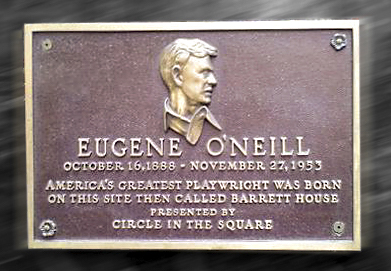 EUGENE O'NEILL
OCTOBER 16, 1888 - NOVEMBER 27, 1953
AMERICA'S GREATEST PLAYWRIGHT WAS BORN
ON THIS SITE THEN CALLED BARRETT HOUSE
PRESENTED BY
CIRCLE IN THE SQUARE